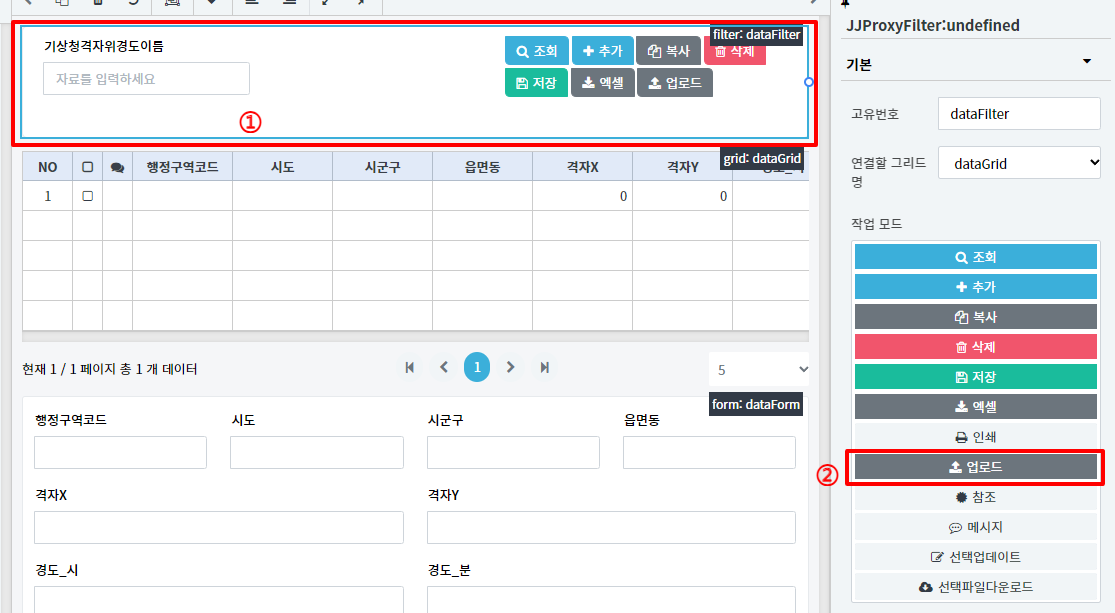 JJProxyFilter:undefined
기본
고유번호
dataFilter
연결할 그리드
명
dataGrid
작업 모드
조회
추가
복사
삭제
저장
엑셀
인쇄
업로드
참조
메시지
선택업데이트
선택파일다운로드
②
filter: dataFilter
기상청격자위경도이름
조회 추가 복사 삭제
자료를 입력하세요
저장 엑셀 업로드
①
grid: dataGrid
NO 행정구역코드 시도 시군구 읍면동 격자X 격자Y
1 0 0
현재 1 / 1 페이지 총 1 개 데이터
1
5
form: dataForm
행정구역코드 시도 시군구 읍면동
격자X 격자Y
경도_시 경도_분